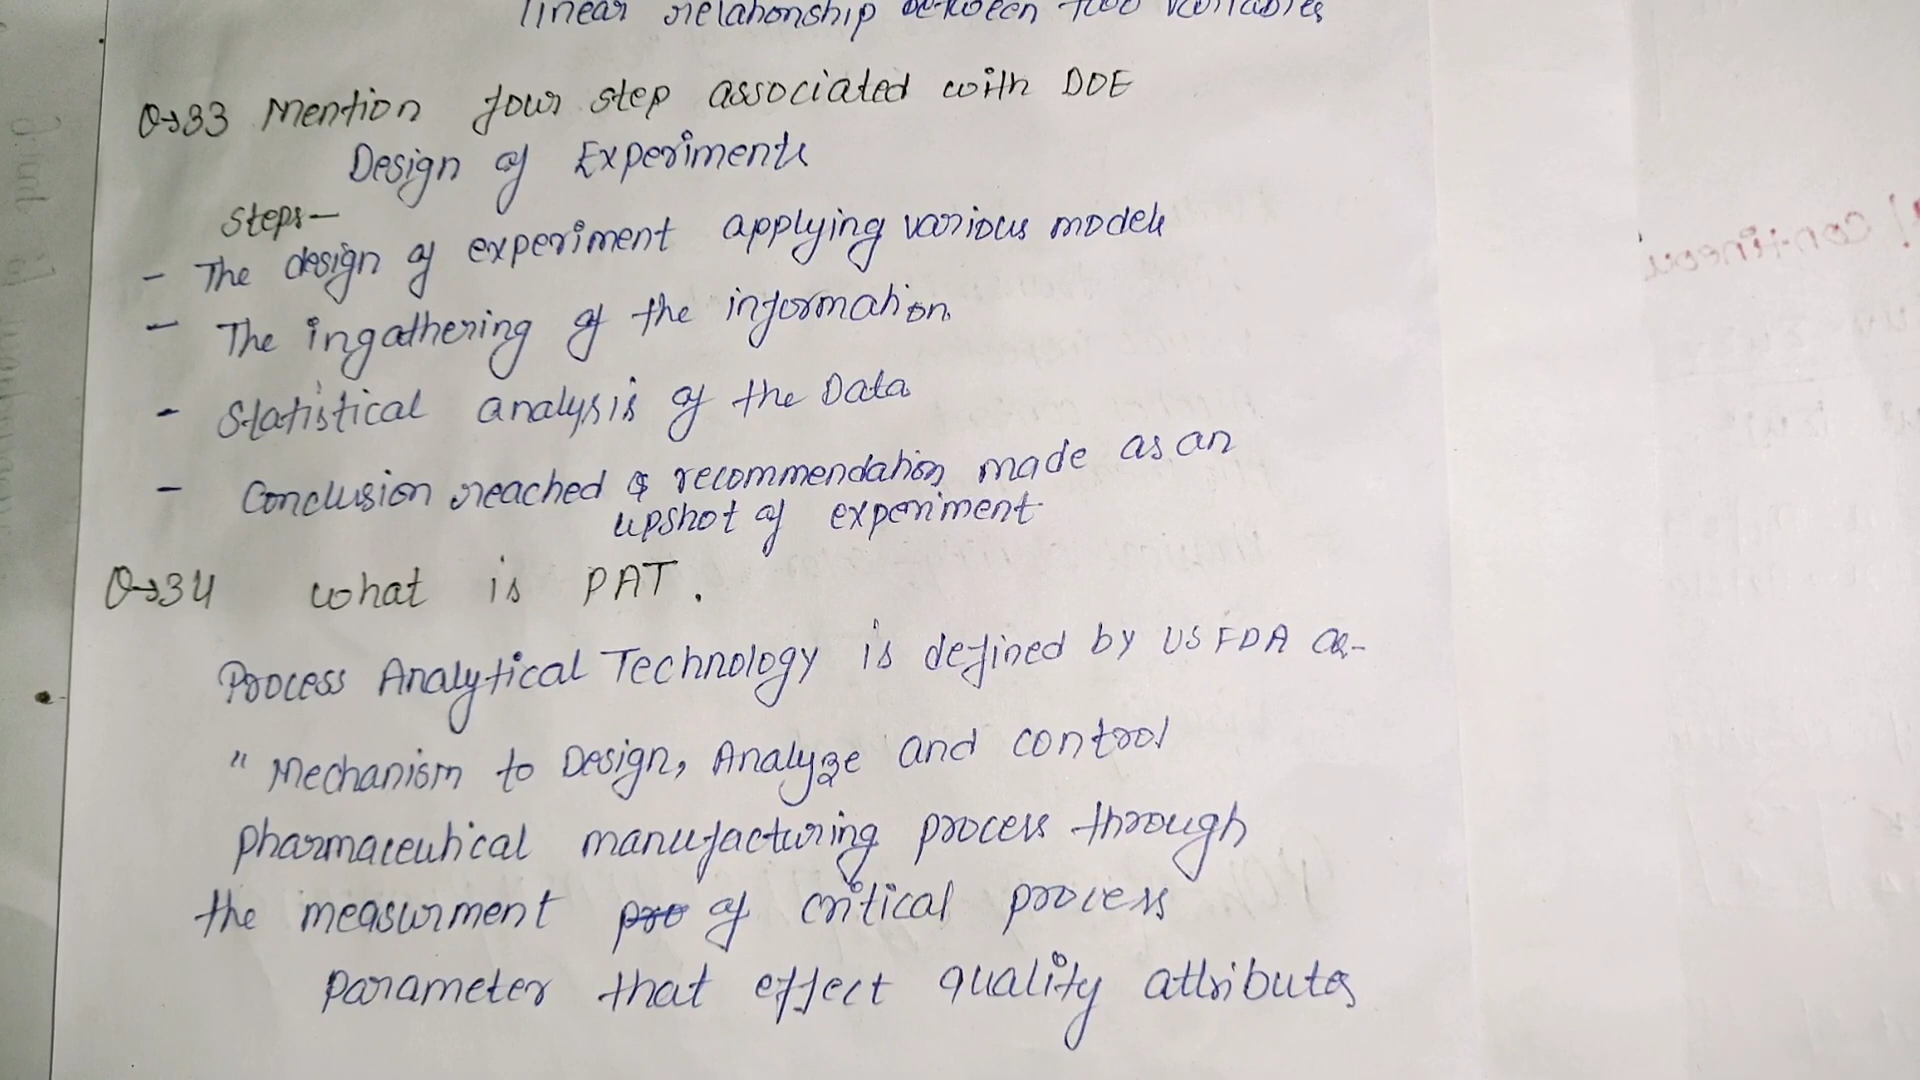 linear relationship between two variables
Q→33 Mention four step associated with DOE
Design of Experiments
Steps—
- The design of experiment applying various models
- The ingathering of the information
- Statistical analysis of the Data
- Conclusion reached & recommendation made as an
upshot of experiment
Q→34 what is PAT.
Process Analytical Technology is defined by US FDA as-
"Mechanism to Design, Analyze and control
pharmaceutical manufacturing process through
the measurment pro of critical process
parameter that effect quality attributes